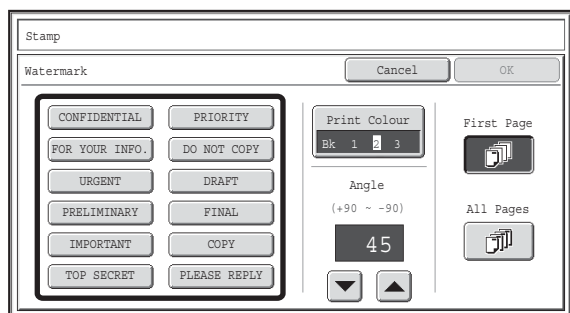 Stamp
Watermark
Cancel
OK
CONFIDENTIAL
PRIORITY
FOR YOUR INFO.
DO NOT COPY
URGENT
DRAFT
PRELIMINARY
FINAL
IMPORTANT
COPY
TOP SECRET
PLEASE REPLY
Print Colour
Bk 1 2 3
Angle
(+90 ~ -90)
45
First Page
All Pages